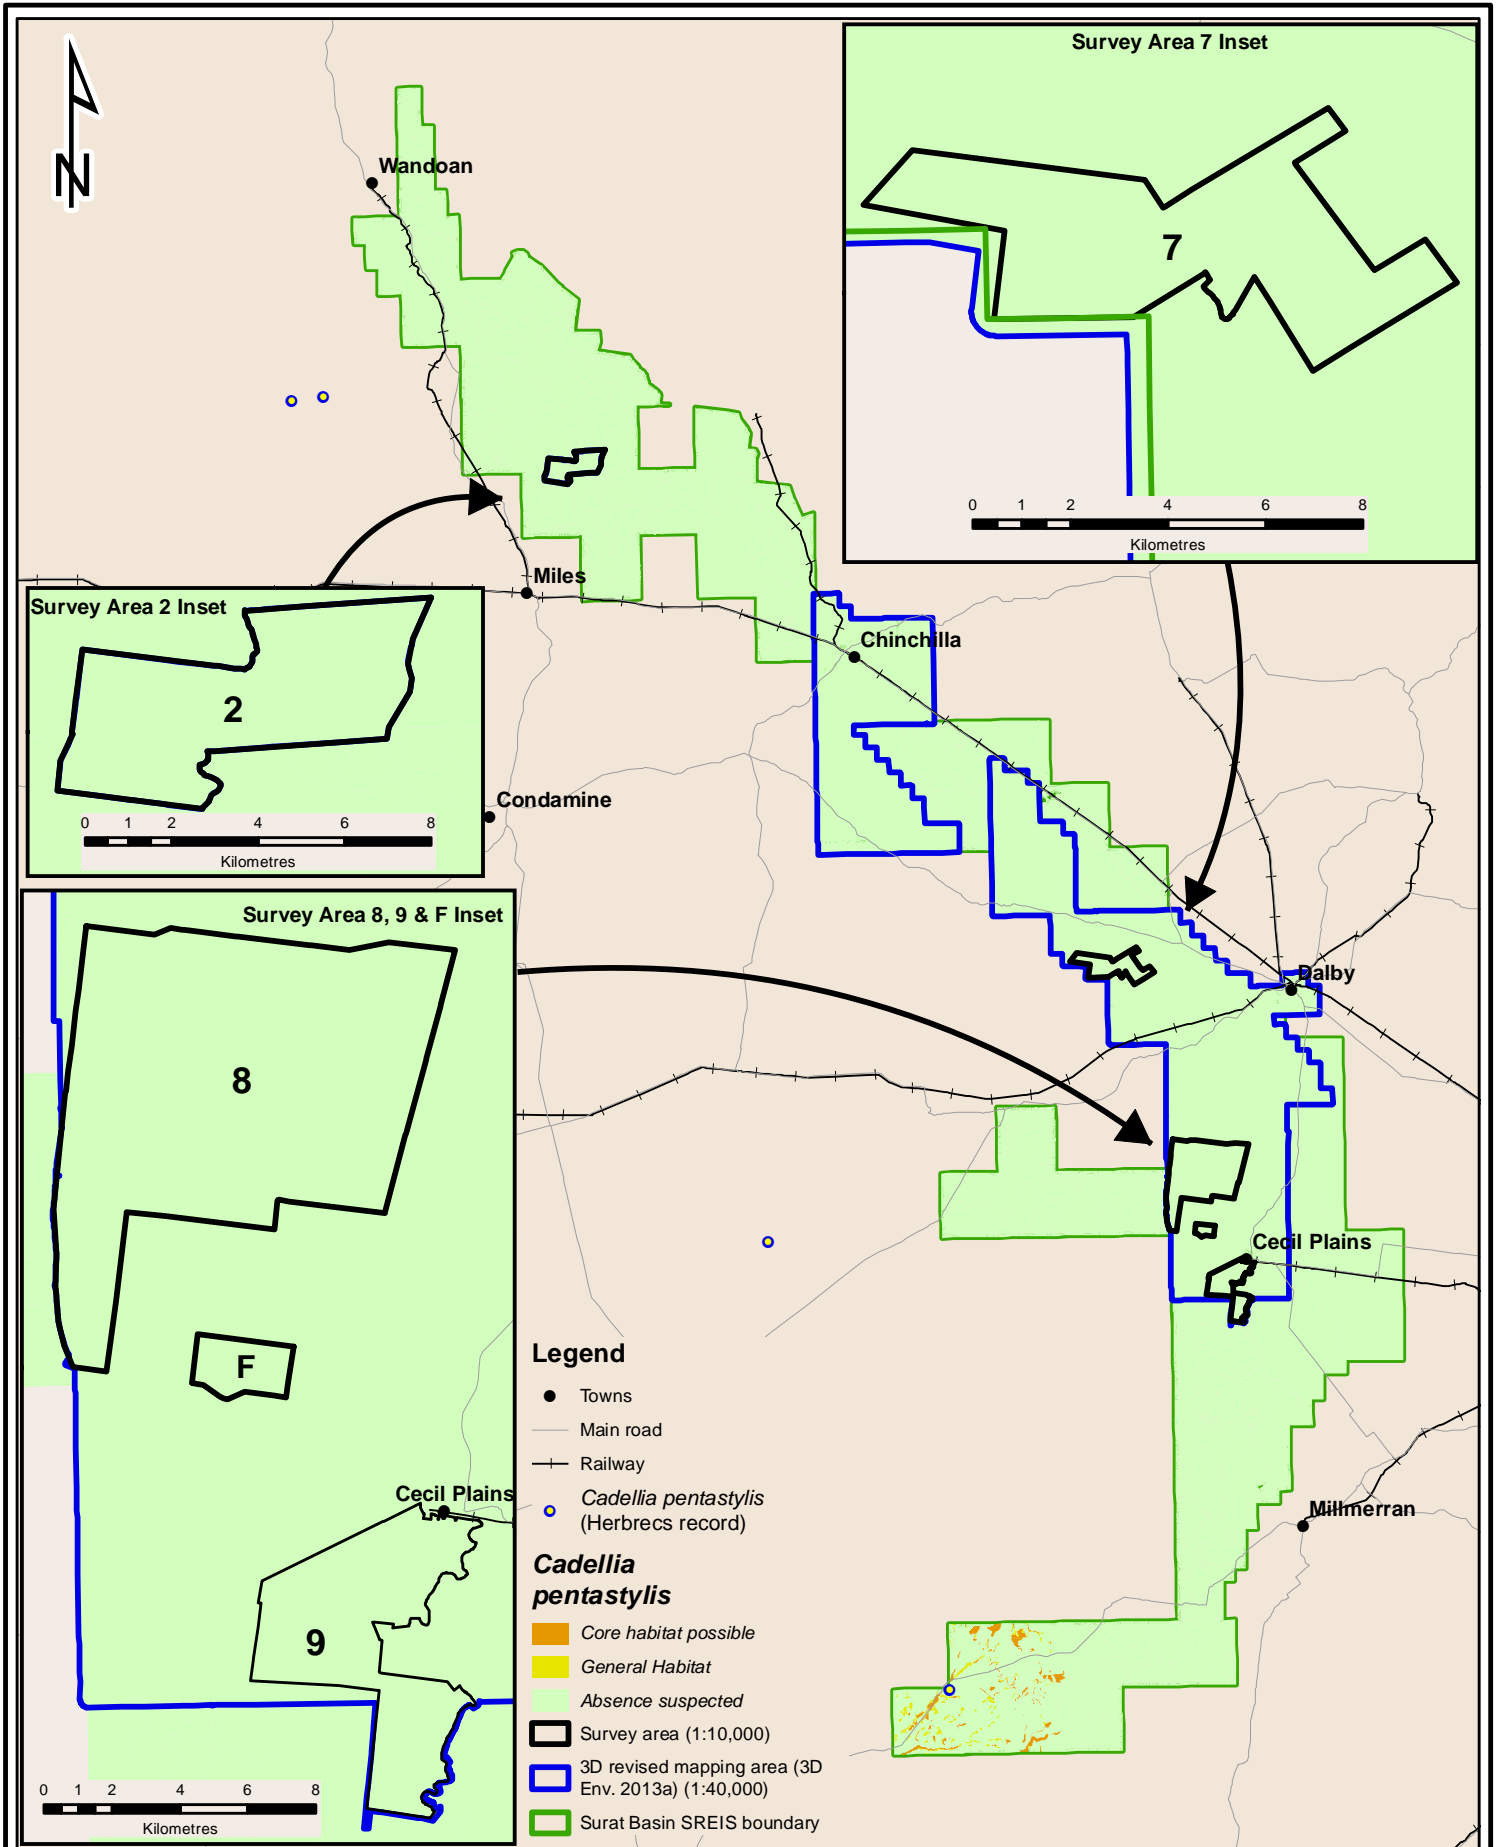 Survey Area 7 Inset
7
0 1 2 4 6 8
Kilometres
N
Wandoan
Miles
Chinchilla
Condamine
Dalby
Cecil Plains
Millmerran
Survey Area 2 Inset
2
0 1 2 4 6 8
Kilometres
Survey Area 8, 9 & F Inset
8
F
Cecil Plains
9
0 1 2 4 6 8
Kilometres
Legend
Towns
Main road
Railway
Cadellia pentastylis
(Herbrecs record)
Cadellia
pentastylis
Core habitat possible
General Habitat
Absence suspected
Survey area (1:10,000)
3D revised mapping area (3D
Env. 2013a) (1:40,000)
Surat Basin SREIS boundary